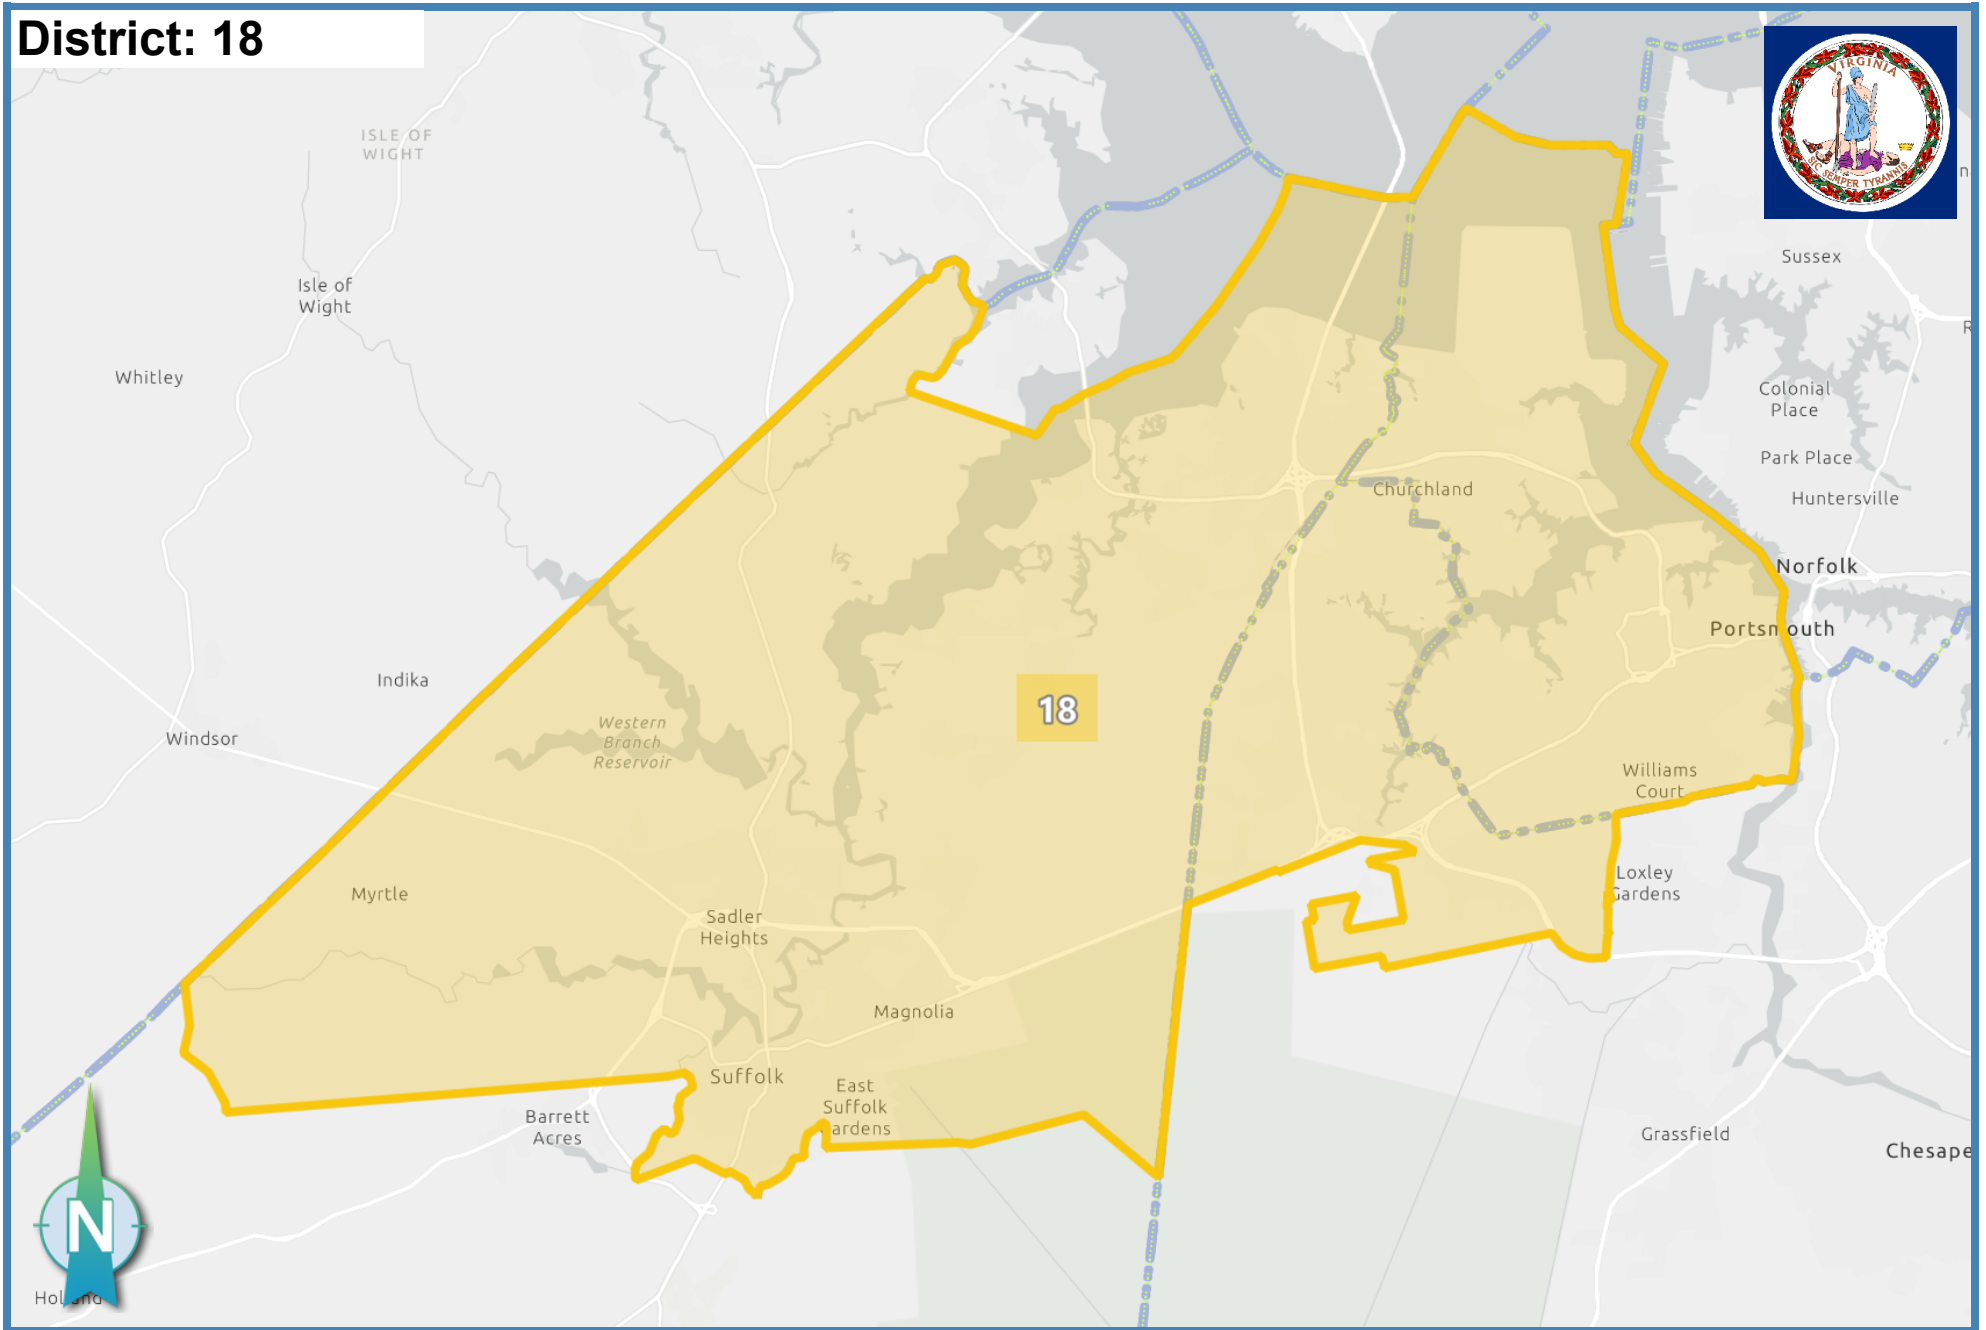 District: 18
VIRGINIA
SIC SEMPER TYRANNIS
ISLE OF
WIGHT
Sussex
Isle of
Wight
Whitley
Colonial
Place
Park Place
Churchland
Huntersville
Norfolk
Portsmouth
Indika
18
Western
Branch
Reservoir
Windsor
Williams
Court
Loxley
Gardens
Myrtle
Sadler
Heights
Magnolia
Suffolk
East
Suffolk
ardens
Barrett
Acres
Grassfield
Chesape
N